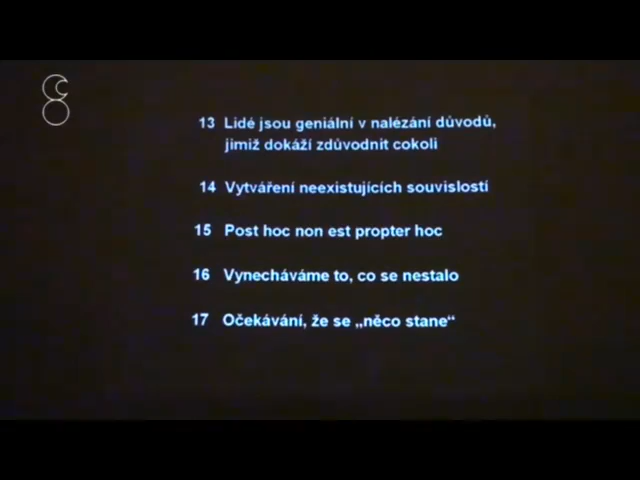 13 Lidé jsou geniální v nalézání důvodů,
jimiž dokáží zdůvodnit cokoli
14 Vytváření neexistujících souvislostí
15 Post hoc non est propter hoc
16 Vynecháváme to, co se nestalo
17 Očekávání, že se „něco stane“